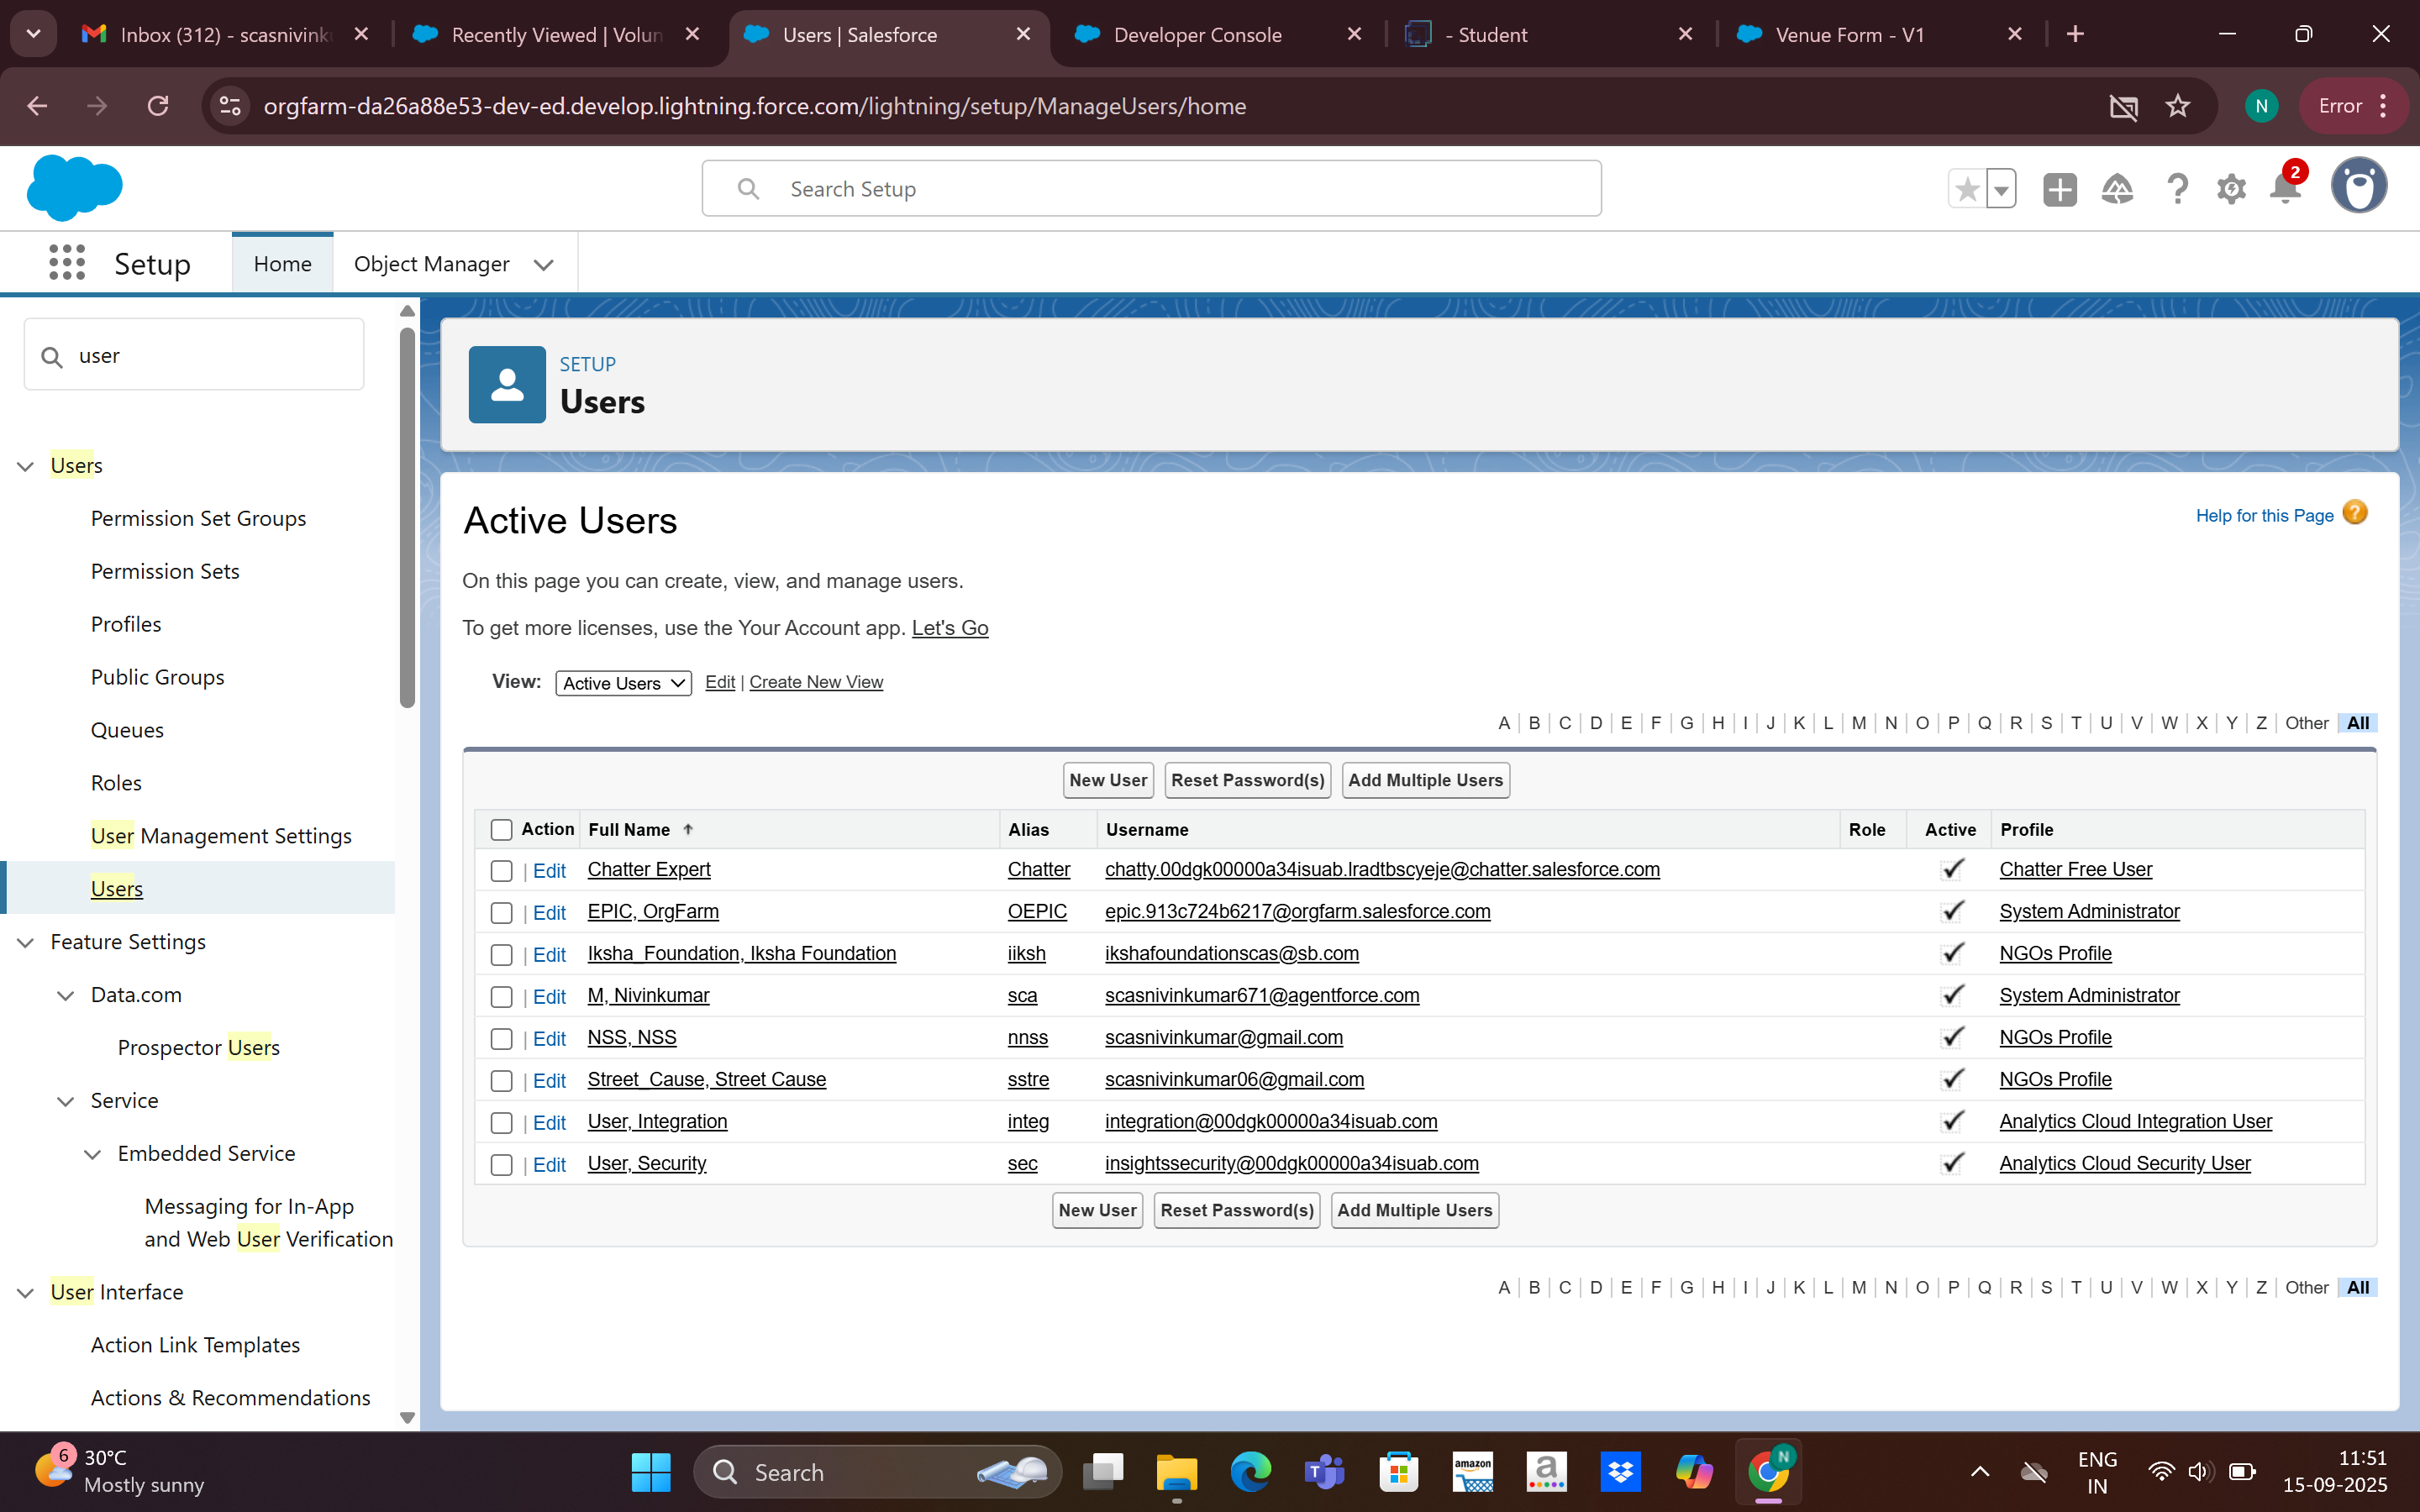 Inbox (312) - scasnivink
Recently Viewed | Volun
Users | Salesforce
Developer Console
- Student
Venue Form - V1
orgfarm-da26a88e53-dev-ed.develop.lightning.force.com/lightning/setup/ManageUsers/home
N
Error
Search Setup
2
Setup
Home
Object Manager
user
Users
Permission Set Groups
Permission Sets
Profiles
Public Groups
Queues
Roles
User Management Settings
Users
Feature Settings
Data.com
Prospector Users
Service
Embedded Service
Messaging for In-App
and Web User Verification
User Interface
Action Link Templates
Actions & Recommendations
SETUP
Users
Active Users
Help for this Page ?
On this page you can create, view, and manage users.
To get more licenses, use the Your Account app. Let's Go
View: Active Users Edit | Create New View
A | B | C | D | E | F | G | H | I | J | K | L | M | N | O | P | Q | R | S | T | U | V | W | X | Y | Z | Other | All
New User Reset Password(s) Add Multiple Users
Action Full Name Alias Username Role Active Profile
| Edit Chatter Expert Chatter chatty.00dgk00000a34isuab.lradtbscyeje@chatter.salesforce.com Chatter Free User
| Edit EPIC, OrgFarm OEPIC epic.913c724b6217@orgfarm.salesforce.com System Administrator
| Edit Iksha_Foundation, Iksha Foundation iiksh ikshafoundationscas@sb.com NGOs Profile
| Edit M, Nivinkumar sca scasnivinkumar671@agentforce.com System Administrator
| Edit NSS, NSS nnss scasnivinkumar@gmail.com NGOs Profile
| Edit Street_Cause, Street Cause sstre scasnivinkumar06@gmail.com NGOs Profile
| Edit User, Integration integ integration@00dgk00000a34isuab.com Analytics Cloud Integration User
| Edit User, Security sec insightssecurity@00dgk00000a34isuab.com Analytics Cloud Security User
New User Reset Password(s) Add Multiple Users
A | B | C | D | E | F | G | H | I | J | K | L | M | N | O | P | Q | R | S | T | U | V | W | X | Y | Z | Other | All
6
30°C
Mostly sunny
Search
amazon
a
N
ENG
IN
11:51
15-09-2025